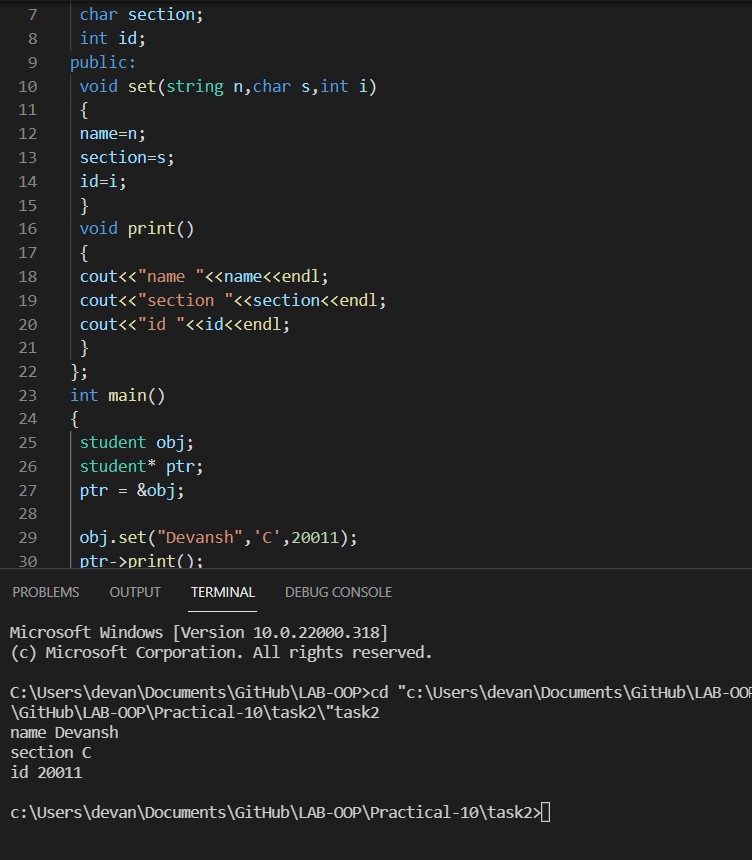 7 char section;
8 int id;
9 public:
10 void set(string n,char s,int i)
11 {
12 name=n;
13 section=s;
14 id=i;
15 }
16 void print()
17 {
18 cout<<"name "<<name<<endl;
19 cout<<"section "<<section<<endl;
20 cout<<"id "<<id<<endl;
21 }
22 };
23 int main()
24 {
25 student obj;
26 student* ptr;
27 ptr = &obj;
28
29 obj.set("Devansh",'C',20011);
30 ptr->print();
PROBLEMS OUTPUT TERMINAL DEBUG CONSOLE
Microsoft Windows [Version 10.0.22000.318]
(c) Microsoft Corporation. All rights reserved.
C:\Users\devan\Documents\GitHub\LAB-OOP>cd "c:\Users\devan\Documents\GitHub\LAB-OOP
\GitHub\LAB-OOP\Practical-10\task2\"task2
name Devansh
section C
id 20011
c:\Users\devan\Documents\GitHub\LAB-OOP\Practical-10\task2>